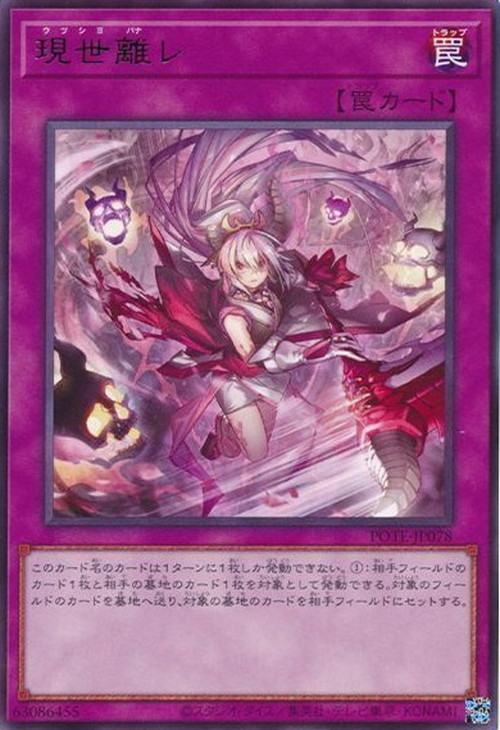 ウツシヨ バナ
現世離レ
トラップ
罠
トラップ
【罠カード】
POTE-JP078
このカード名のカードは１ターンに１枚しか発動できない。①：相手フィールドの
カード１枚と相手の墓地のカード１枚を対象として発動できる。対象のフィー
ルドのカードを墓地へ送り、対象の墓地のカードを相手フィールドにセットする。
63086455 ©スタジオ・ダイス／集英社・テレビ東京・KONAMI